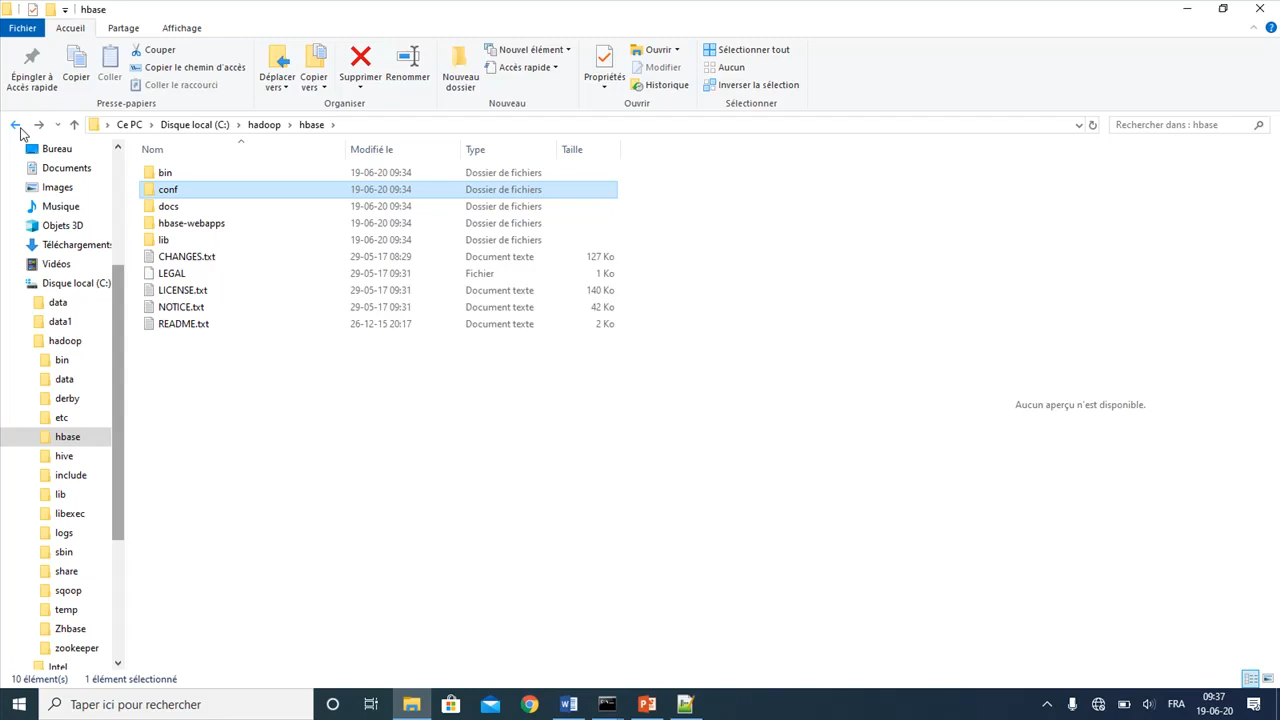 hbase
Fichier Accueil Partage Affichage
Épingler à Accès rapide
Copier
Coller
Couper
Copier le chemin d'accès
Coller le raccourci
Presse-papiers
Déplacer vers
Copier vers
Supprimer
Renommer
Organiser
Nouveau dossier
Nouvel élément
Accès rapide
Nouveau
Propriétés
Ouvrir
Modifier
Historique
Ouvrir
Sélectionner tout
Aucun
Inverser la sélection
Sélectionner
Ce PC > Disque local (C:) > hadoop > hbase >
Rechercher dans : hbase
Bureau
Documents
Images
Musique
Objets 3D
Téléchargement:
Vidéos
Disque local (C:)
data
data1
hadoop
bin
data
derby
etc
hbase
hive
include
lib
libexec
logs
sbin
share
sqoop
temp
Zhbase
zookeeper
Intel
Nom Modifié le Type Taille
bin 19-06-20 09:34 Dossier de fichiers
conf 19-06-20 09:34 Dossier de fichiers
docs 19-06-20 09:34 Dossier de fichiers
hbase-webapps 19-06-20 09:34 Dossier de fichiers
lib 19-06-20 09:34 Dossier de fichiers
CHANGES.txt 29-05-17 08:29 Document texte 127 Ko
LEGAL 29-05-17 09:31 Fichier 1 Ko
LICENSE.txt 29-05-17 09:31 Document texte 140 Ko
NOTICE.txt 29-05-17 09:31 Document texte 42 Ko
README.txt 26-12-15 20:17 Document texte 2 Ko
Aucun aperçu n'est disponible.
10 élément(s) 1 élément sélectionné
Taper ici pour rechercher
FRA
09:37
19-06-20